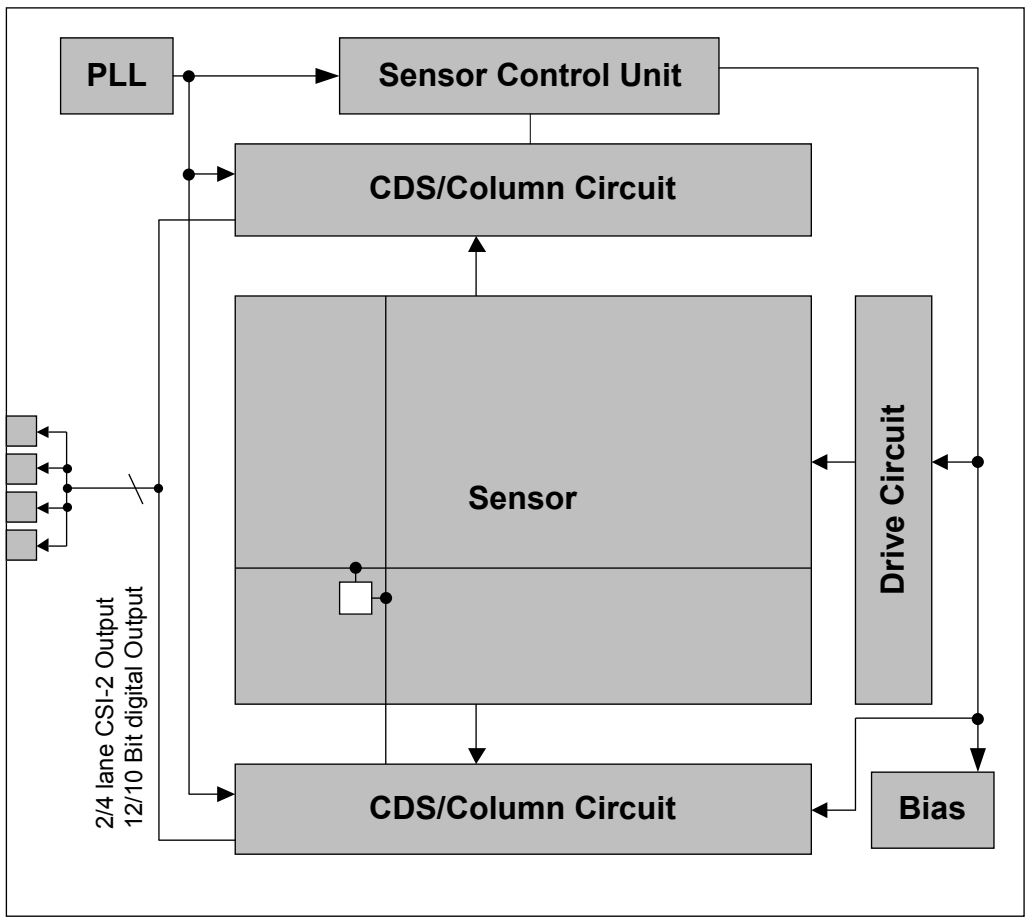 PLL
Sensor Control Unit
CDS/Column Circuit
Sensor
Drive Circuit
2/4 lane CSI-2 Output
12/10 Bit digital Output
CDS/Column Circuit
Bias